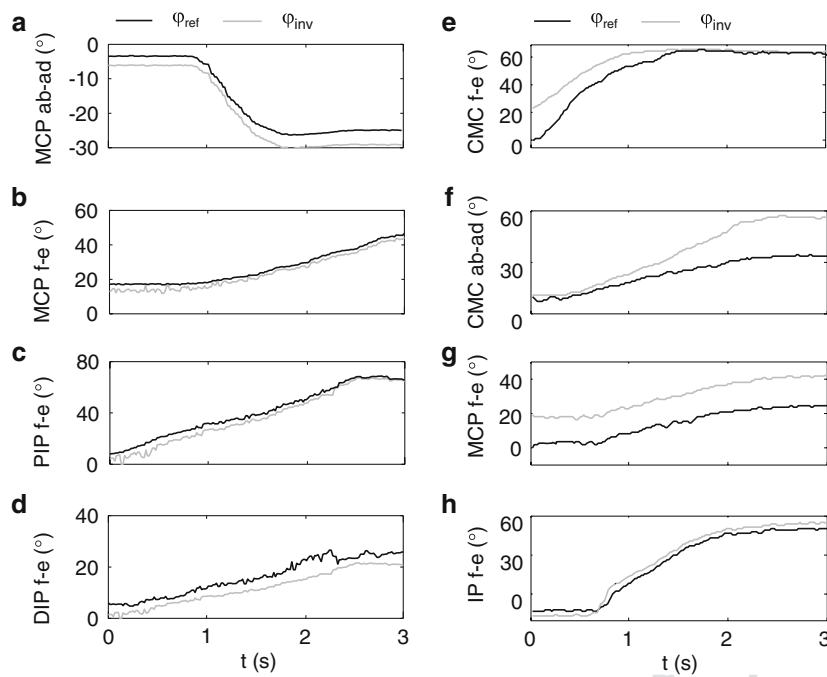 φref φinv
a
0
-10
-20
-30
MCP ab-ad (°)
b
60
40
20
0
MCP f-e (°)
c
80
40
0
PIP f-e (°)
d
40
20
0
DIP f-e (°)
0 1 2 3
t (s)
φref φinv
e
60
30
0
CMC f-e (°)
f
60
30
0
CMC ab-ad (°)
g
40
20
0
MCP f-e (°)
h
60
30
0
IP f-e (°)
0 1 2 3
t (s)